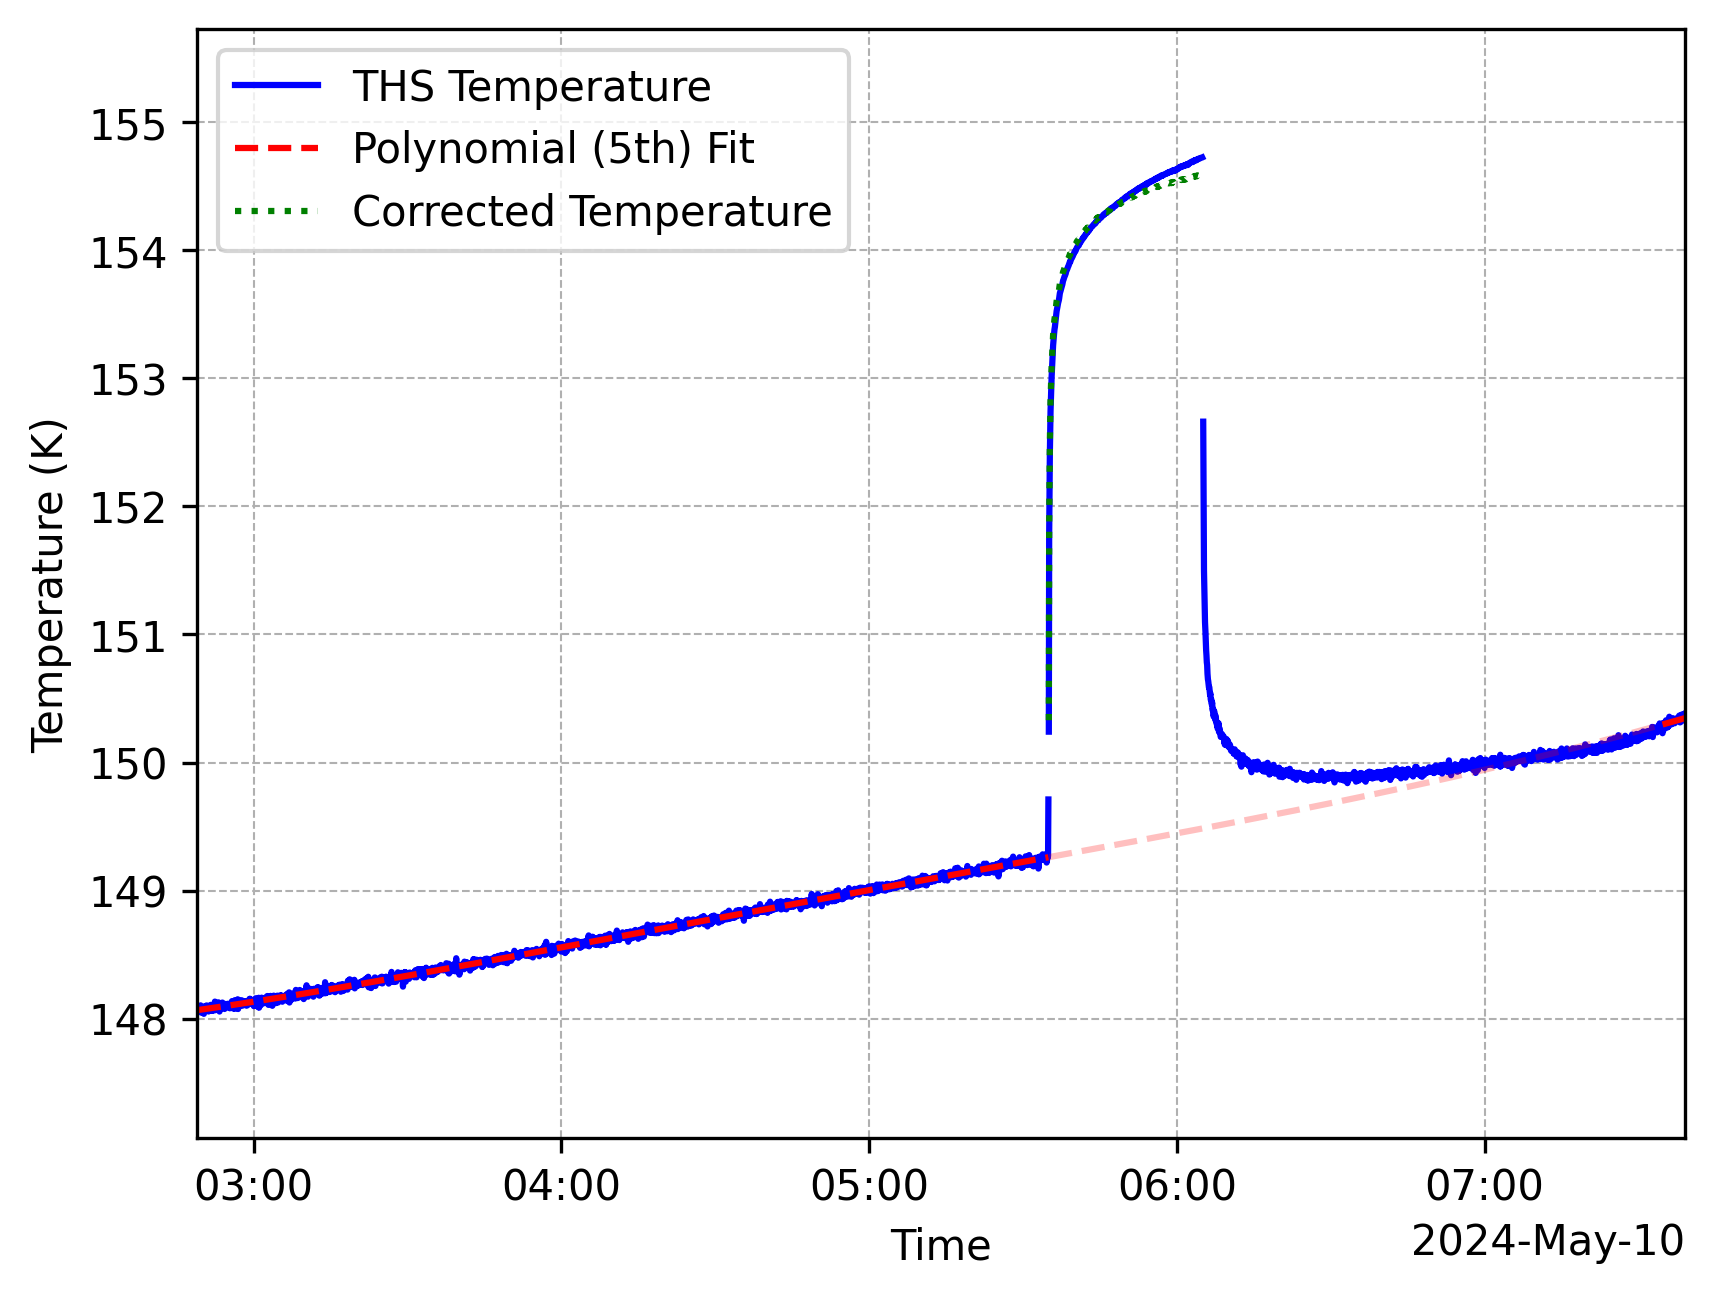 THS Temperature
Polynomial (5th) Fit
Corrected Temperature
155
154
153
152
151
150
149
148
Temperature (K)
03:00 04:00 05:00 06:00 07:00
Time
2024-May-10